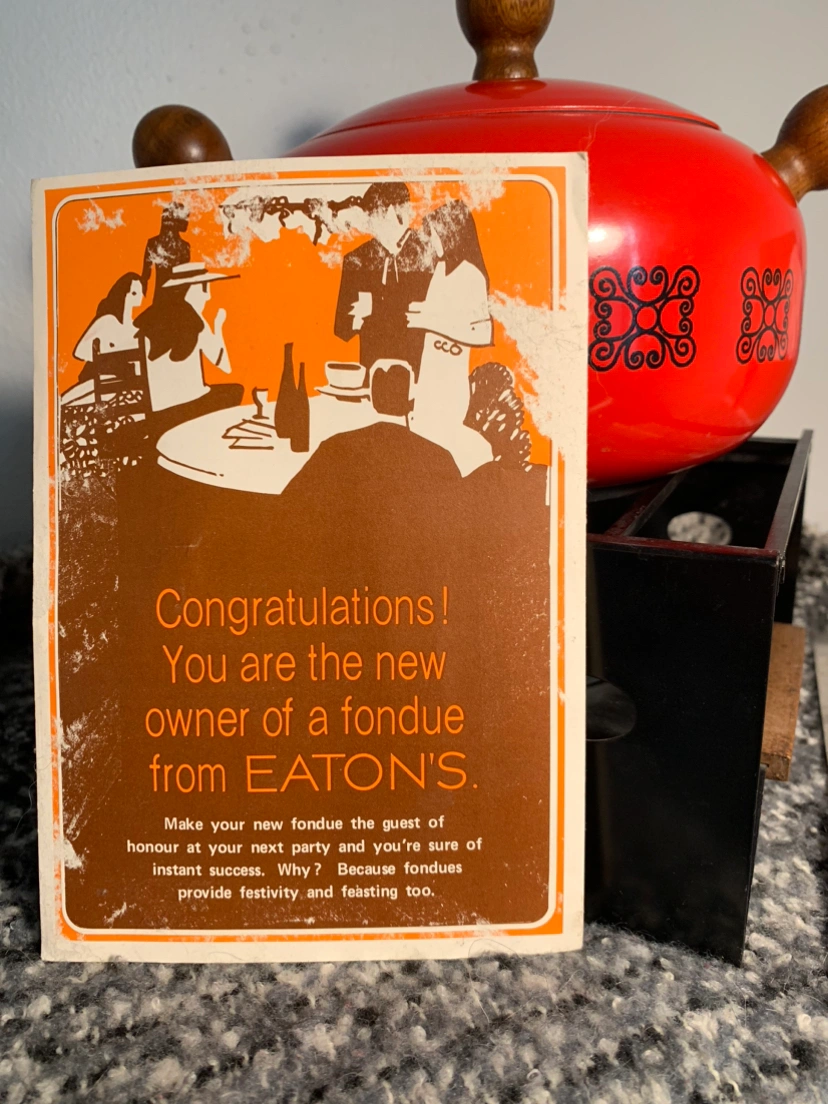 Congratulations!
You are the new
owner of a fondue
from EATON'S.
Make your new fondue the guest of
honour at your next party and you're sure of
instant success. Why? Because fondues
provide festivity and feasting too.